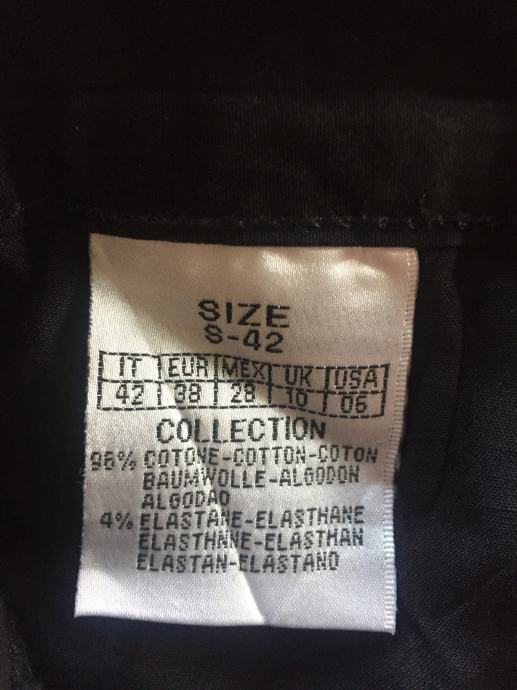 SIZE
S-42
IT EUR MEX UK USA
42 38 28 10 06
COLLECTION
96% COTONE-COTTON-COTON
BAUMWOLLE-ALGODON
ALGODAO
4% ELASTANE-ELASTHANE
ELASTHNNE-ELASTHAN
ELASTAN-ELASTANO